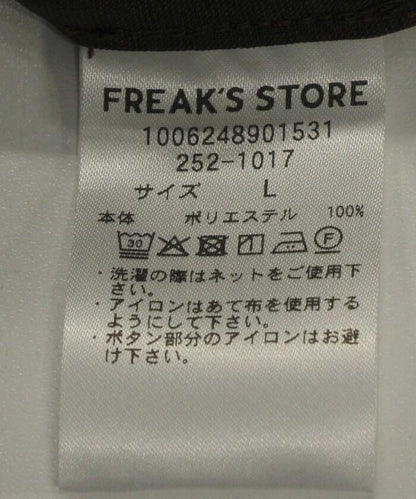 FREAK'S STORE
1006248901531
252-1017
サイズ L
本体 ポリエステル 100%
30 F
・洗濯の際はネットをご使用下
さい。
・アイロンはあて布を使用する
ようにして下さい。
・ボタン部分のアイロンはお避
け下さい。